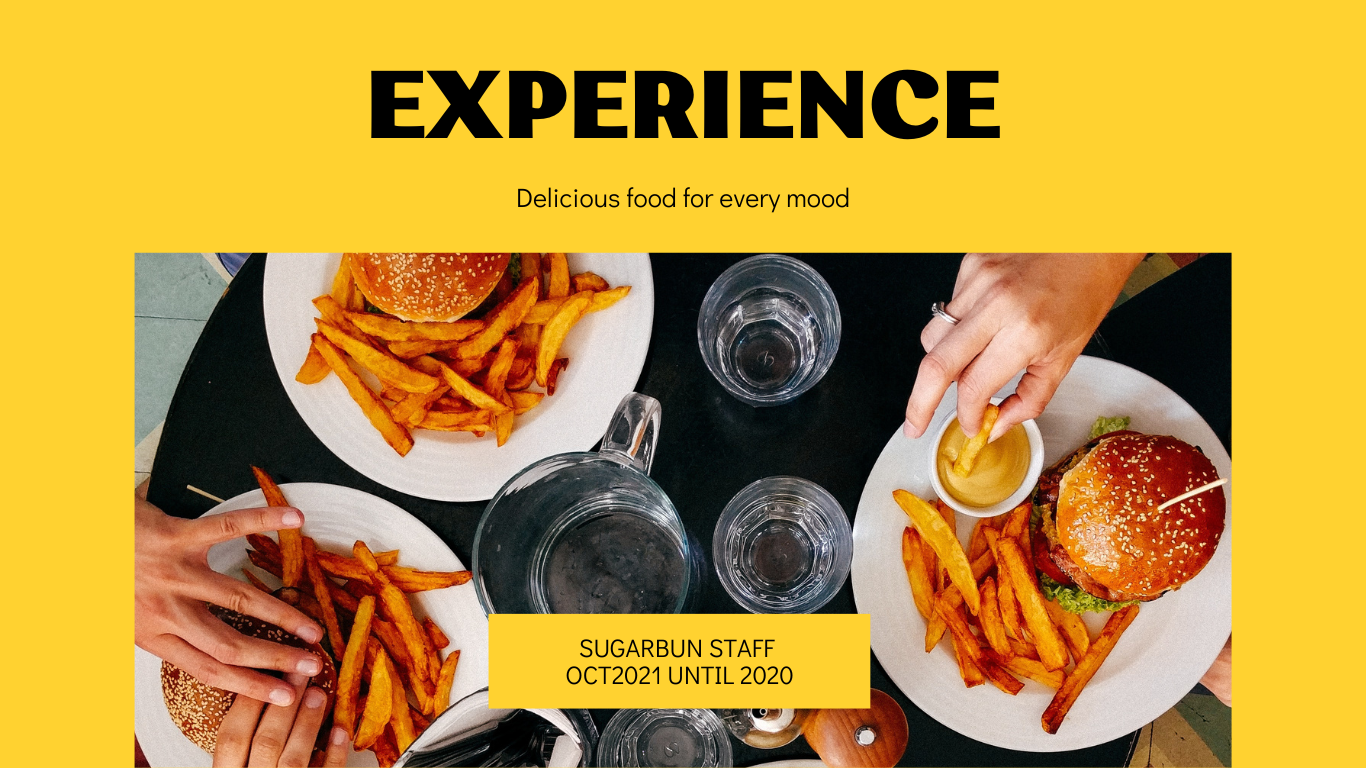 EXPERIENCE
Delicious food for every mood
SUGARBUN STAFF
OCT2021 UNTIL 2020